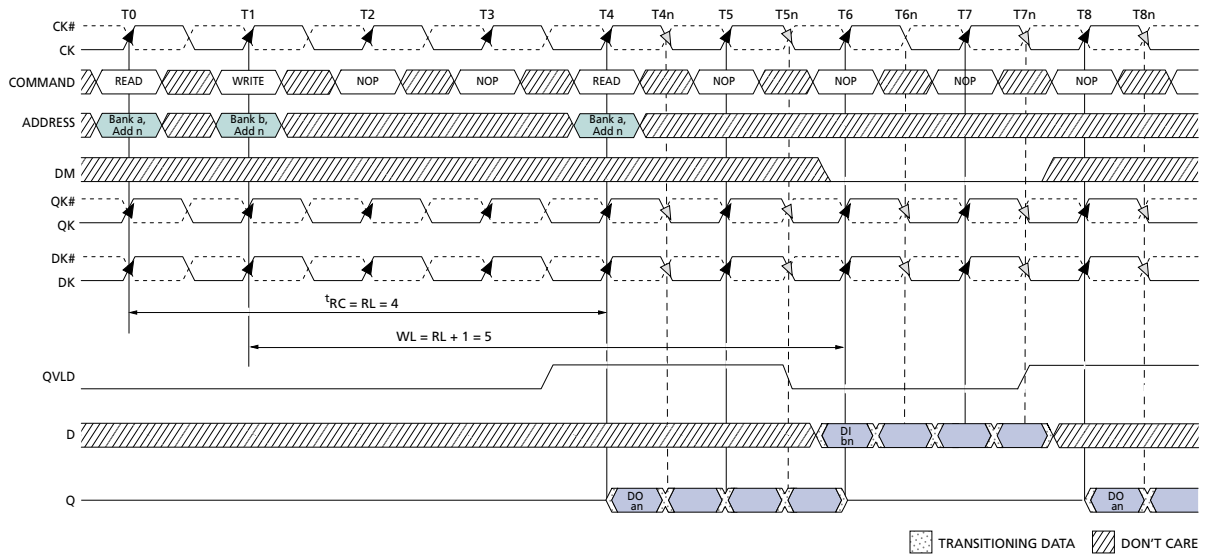 T0 T1 T2 T3 T4 T4n T5 T5n T6 T6n T7 T7n T8 T8n
CK#
CK
COMMAND READ WRITE NOP NOP READ NOP NOP NOP NOP
ADDRESS Bank a, Add n Bank b, Add n Bank a, Add n
DM
QK#
QK
DK#
DK
tRC = RL = 4
WL = RL + 1 = 5
QVLD
D DI bn
Q DO an DO an
TRANSITIONING DATA DON'T CARE